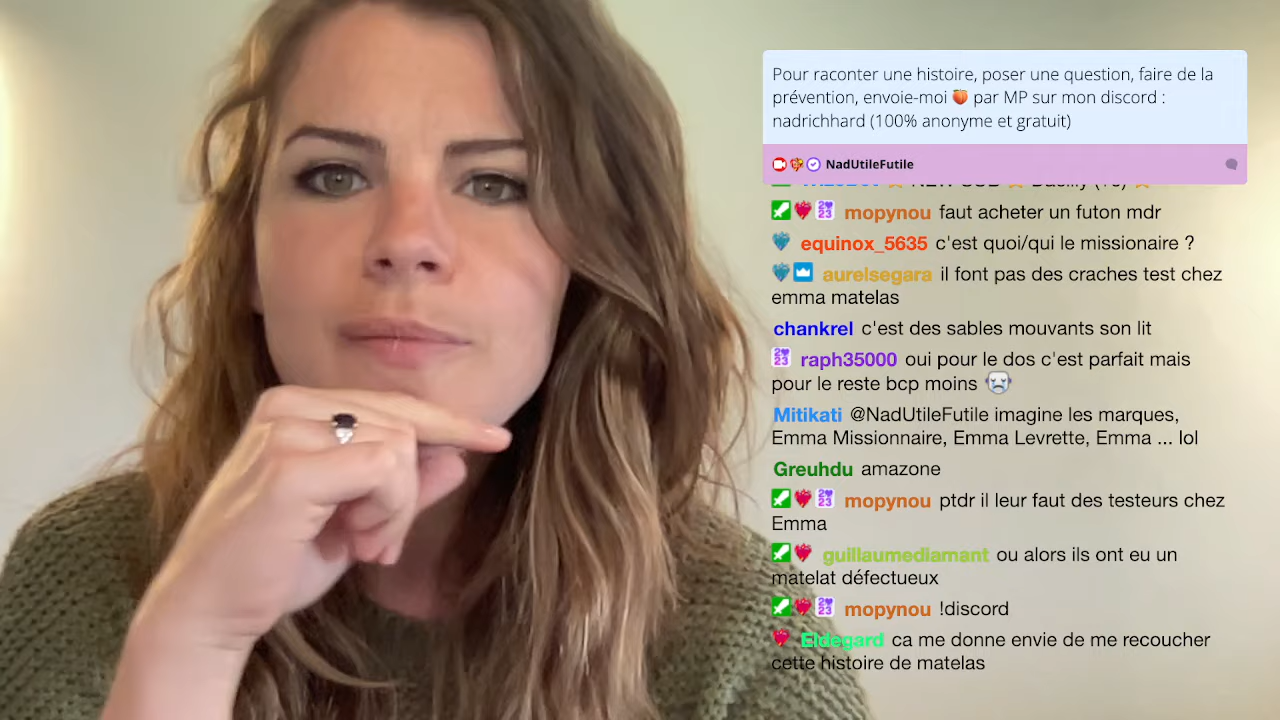 Pour raconter une histoire, poser une question, faire de la
prévention, envoie-moi 🍑 par MP sur mon discord :
nadrichhard (100% anonyme et gratuit)
NadUtileFutile
mopynou faut acheter un futon mdr
equinox_5635 c'est quoi/qui le missionaire ?
aurelsegara il font pas des craches test chez
emma matelas
chankrel c'est des sables mouvants son lit
raph35000 oui pour le dos c'est parfait mais
pour le reste bcp moins
Mitikati @NadUtileFutile imagine les marques,
Emma Missionnaire, Emma Levrette, Emma ... lol
Greuhdu amazone
mopynou ptdr il leur faut des testeurs chez
Emma
guillaumediamant ou alors ils ont eu un
matelat défectueux
mopynou !discord
Eldegard ca me donne envie de me recoucher
cette histoire de matelas